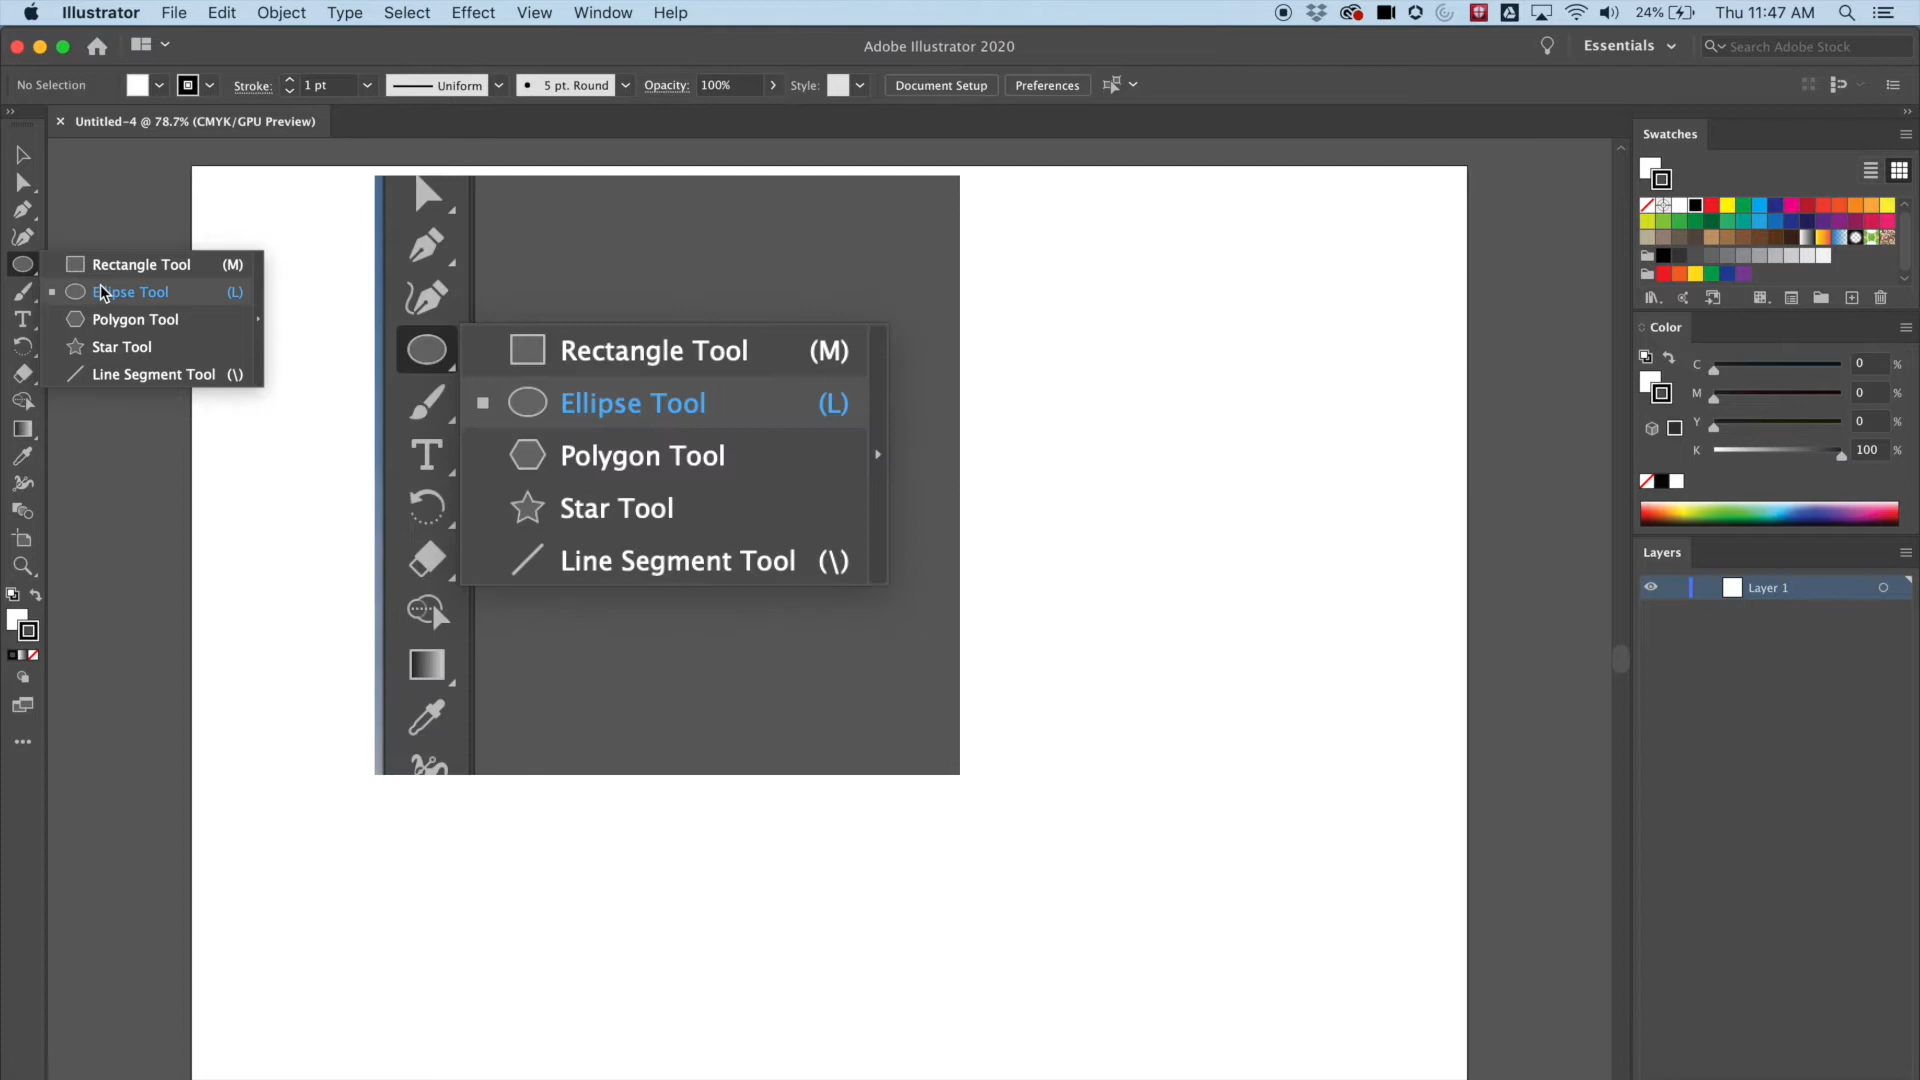 Illustrator File Edit Object Type Select Effect View Window Help 24% Thu 11:47 AM
Adobe Illustrator 2020 Essentials Search Adobe Stock
No Selection Stroke: 1 pt Uniform 5 pt. Round Opacity: 100% Style: Document Setup Preferences
Untitled-4 @ 78.7% (CMYK/GPU Preview)
Swatches
Rectangle Tool (M)
Ellipse Tool (L)
Polygon Tool
Star Tool
Line Segment Tool (\)
Rectangle Tool (M)
Ellipse Tool (L)
Polygon Tool
Star Tool
Line Segment Tool (\)
Color
C 0 %
M 0 %
Y 0 %
K 100 %
Layers
Layer 1